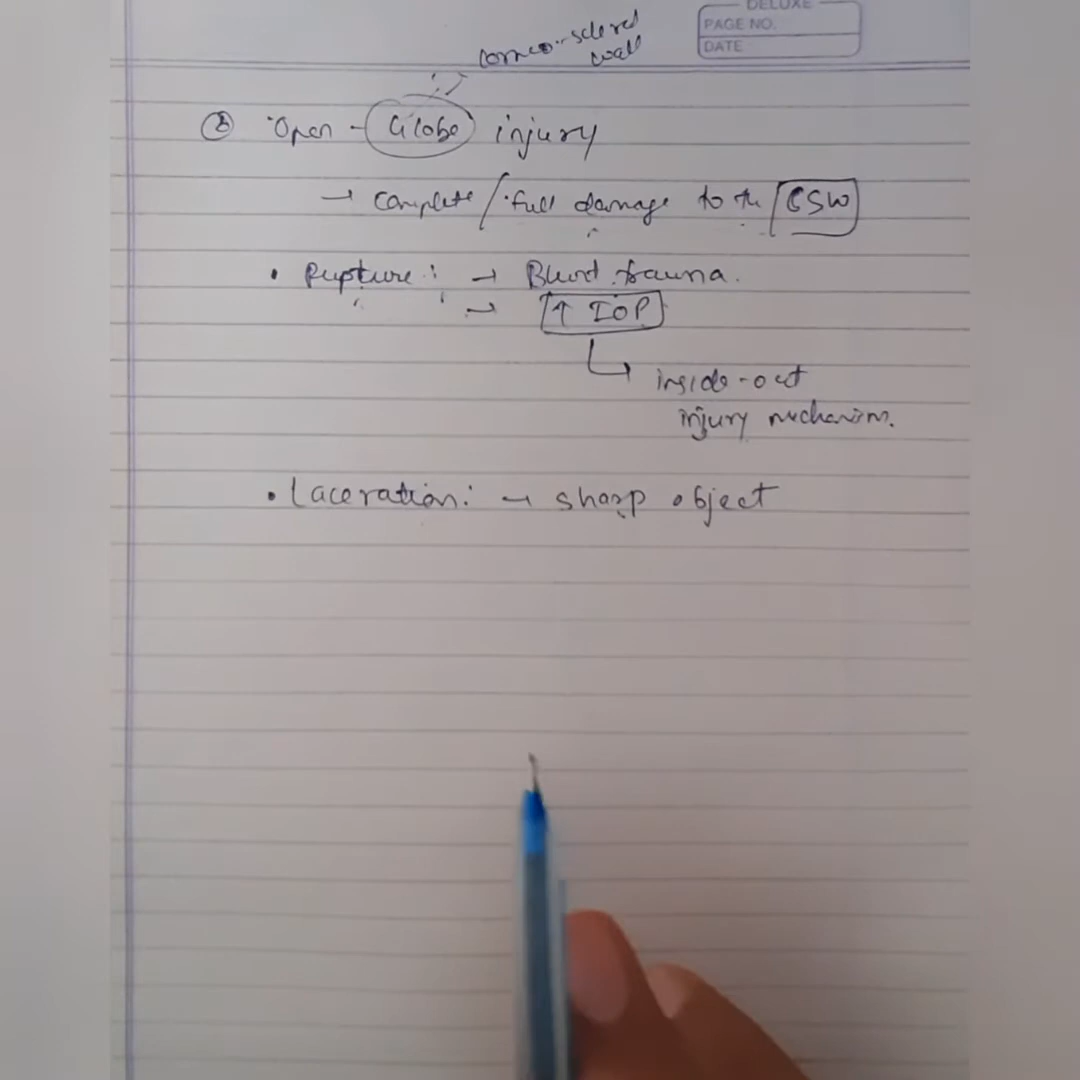 DELUXE
PAGE NO.
DATE
corneo-scleral
wall
② Open - Globe injury
→ Complete / full damage to the CSW
• Rupture: → Blunt trauma.
→ ↑ IOP
inside-out
injury mechanism.
• Laceration: → sharp object